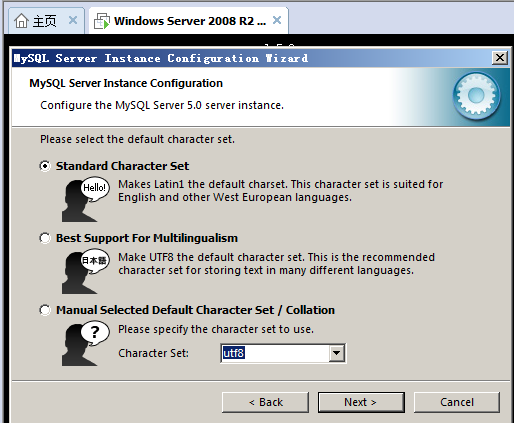 主页
Windows Server 2008 R2 ...
MySQL Server Instance Configuration Wizard
MySQL Server Instance Configuration
Configure the MySQL Server 5.0 server instance.
Please select the default character set.
Standard Character Set
Hello!
Makes Latin1 the default charset. This character set is suited for
English and other West European languages.
Best Support For Multilingualism
日本語
Make UTF8 the default character set. This is the recommended
character set for storing text in many different languages.
Manual Selected Default Character Set / Collation
?
Please specify the character set to use.
Character Set: utf8
< Back Next > Cancel